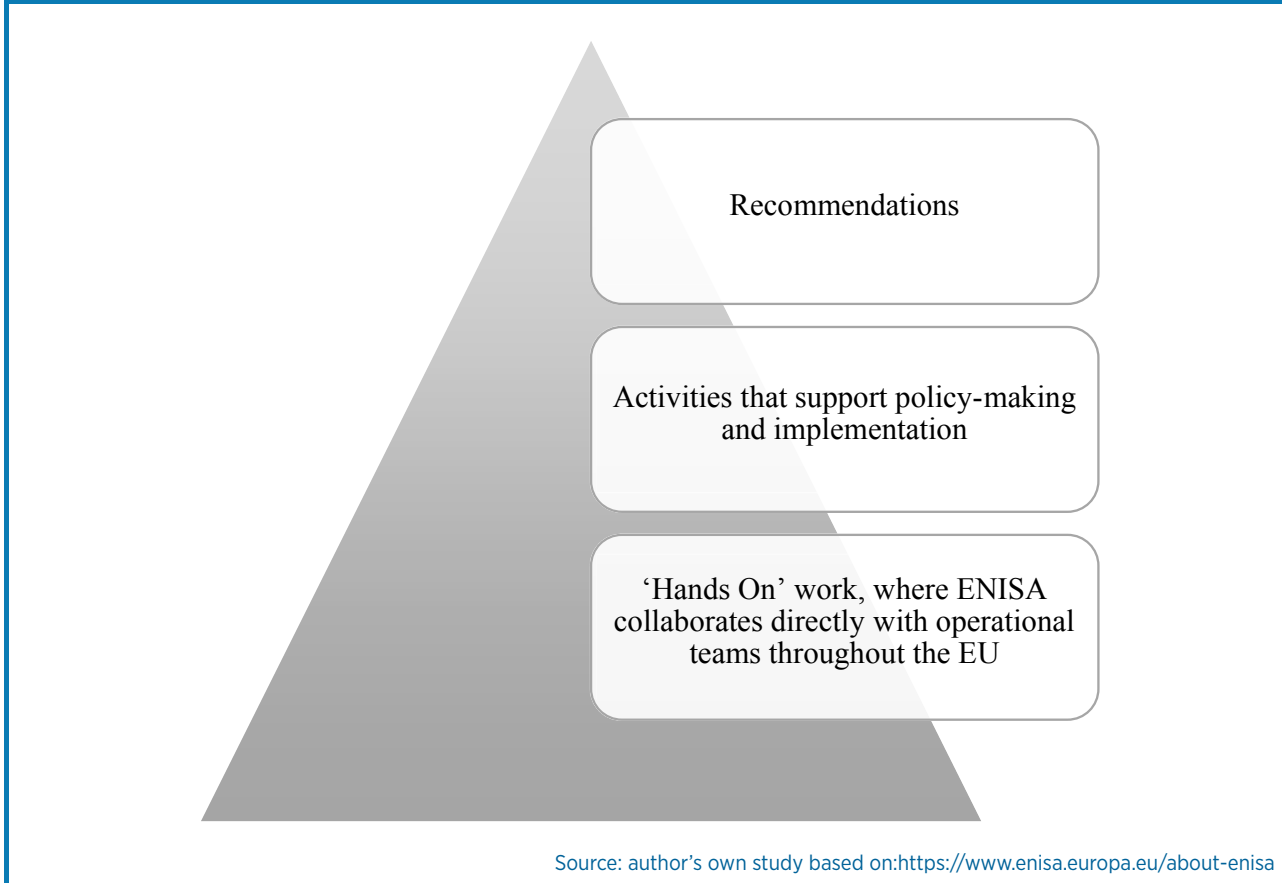 Recommendations
Activities that support policy-making
and implementation
‘Hands On’ work, where ENISA
collaborates directly with operational
teams throughout the EU
Source: author’s own study based on:https://www.enisa.europa.eu/about-enisa